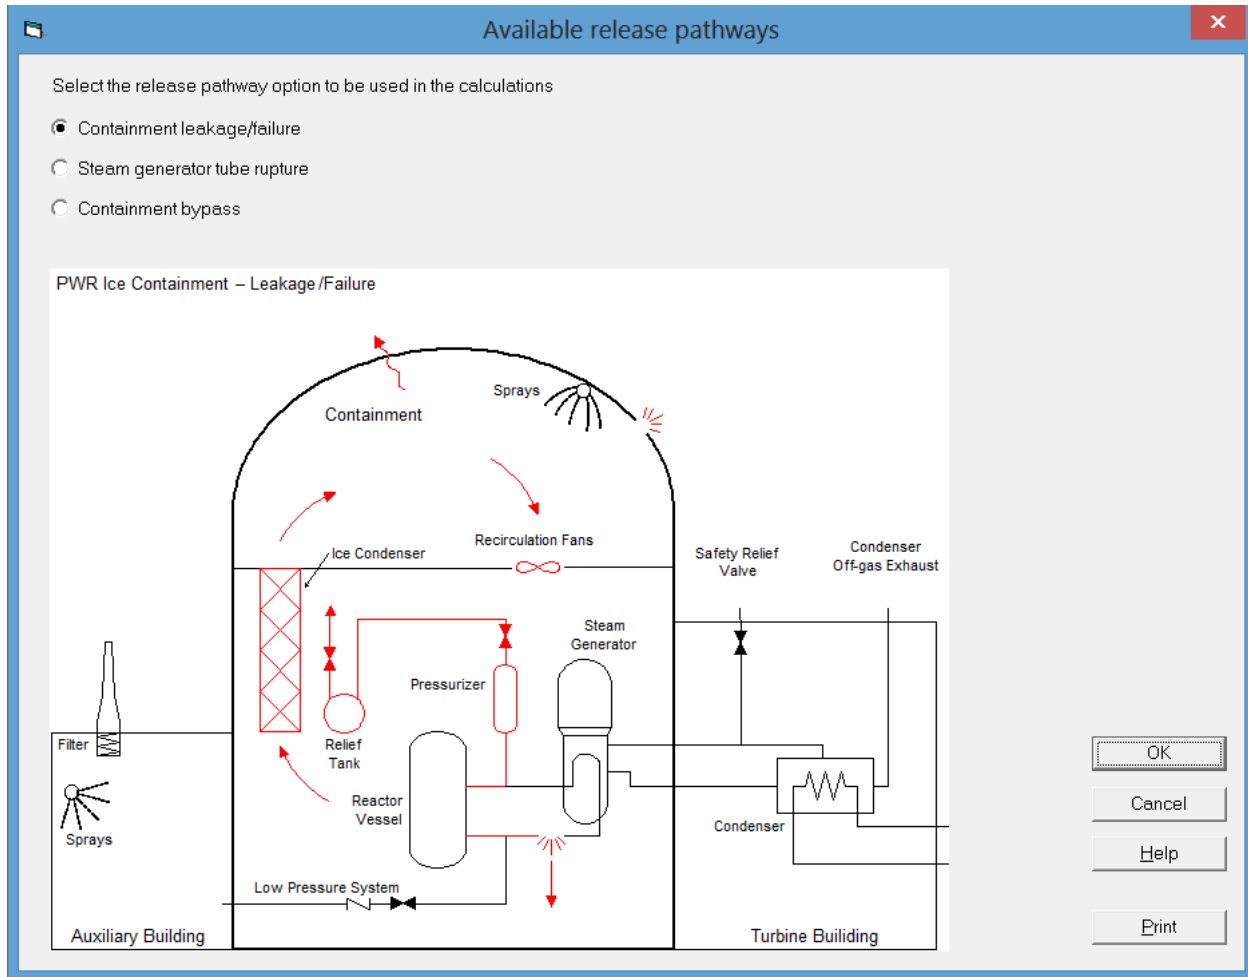 Available release pathways
Select the release pathway option to be used in the calculations
Containment leakage/failure
Steam generator tube rupture
Containment bypass
PWR Ice Containment – Leakage/Failure
Sprays
Containment
Recirculation Fans
Ice Condenser
Safety Relief
Valve
Condenser
Off-gas Exhaust
Steam
Generator
Pressurizer
Filter
Relief
Tank
Reactor
Vessel
Sprays
Condenser
Low Pressure System
Auxiliary Building
Turbine Builiding
OK
Cancel
Help
Print